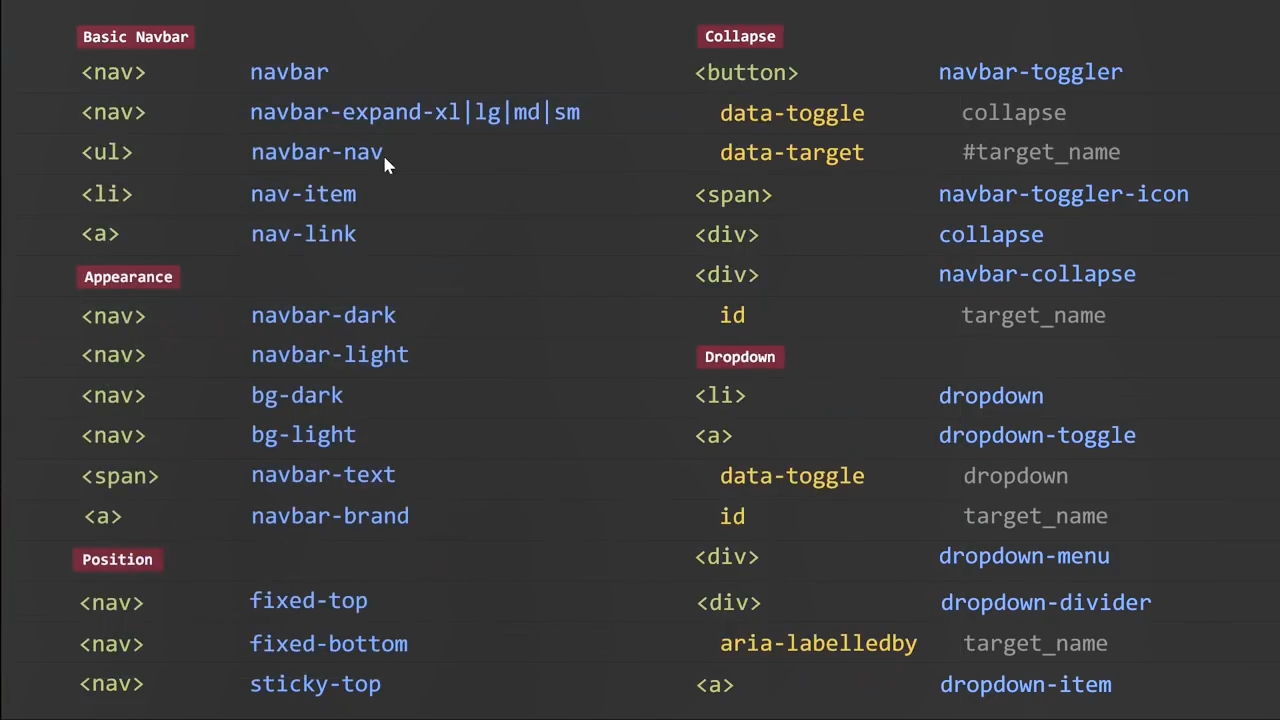 Basic Navbar
<nav> navbar
<nav> navbar-expand-xl|lg|md|sm
<ul> navbar-nav
<li> nav-item
<a> nav-link
Appearance
<nav> navbar-dark
<nav> navbar-light
<nav> bg-dark
<nav> bg-light
<span> navbar-text
<a> navbar-brand
Position
<nav> fixed-top
<nav> fixed-bottom
<nav> sticky-top
Collapse
<button> navbar-toggler
data-toggle collapse
data-target #target_name
<span> navbar-toggler-icon
<div> collapse
<div> navbar-collapse
id target_name
Dropdown
<li> dropdown
<a> dropdown-toggle
data-toggle dropdown
id target_name
<div> dropdown-menu
<div> dropdown-divider
aria-labelledby target_name
<a> dropdown-item